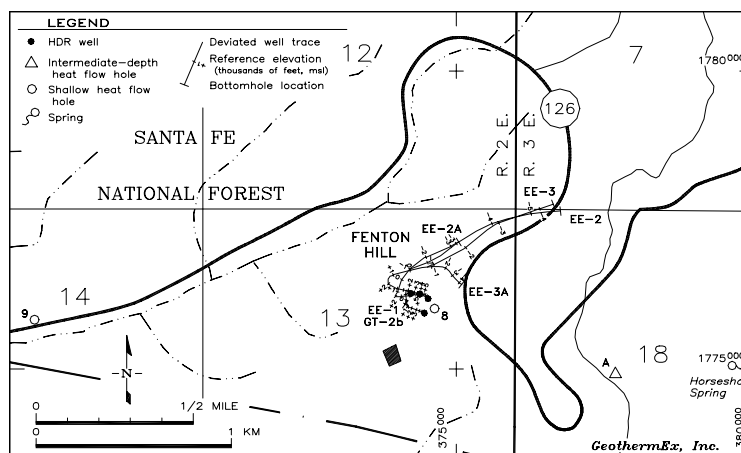 LEGEND
HDR well
Intermediate-depth
heat flow hole
Shallow heat flow
hole
Spring
Deviated well trace
Reference elevation
(thousands of feet, msl)
Bottomhole location
12
7
1780000
126
SANTA FE
NATIONAL FOREST
R. 2 E.
R. 3 E.
EE-3
EE-2
EE-2A
FENTON
HILL
EE-3A
14
9
13
EE-1
GT-2b
8
18
A
1775000
Horsesho
Spring
-N-
0 1/2 MILE
0 1 KM
375000
380
GeothermEx, Inc.